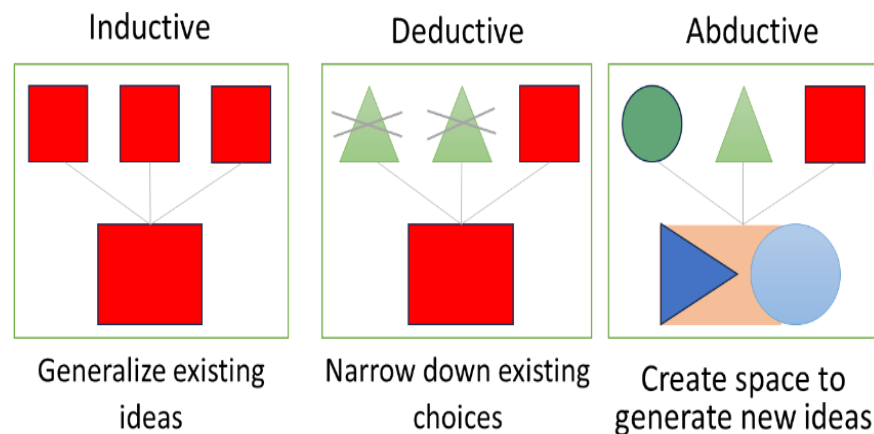 Inductive
Deductive
Abductive
Generalize existing
ideas
Narrow down existing
choices
Create space to
generate new ideas